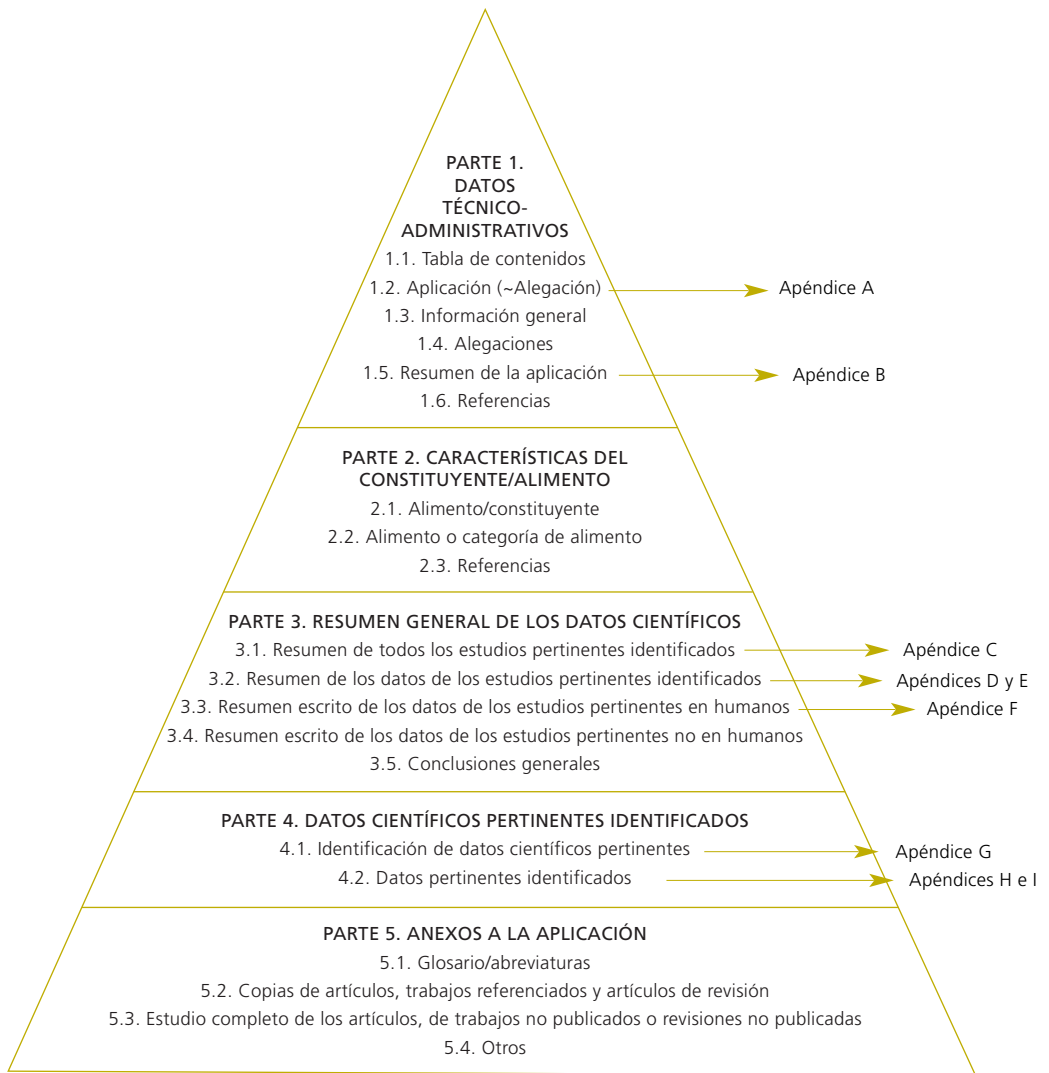 PARTE 1.
DATOS
TÉCNICO-
ADMINISTRATIVOS
1.1. Tabla de contenidos
1.2. Aplicación (~Alegación)
Apéndice A
1.3. Información general
1.4. Alegaciones
1.5. Resumen de la aplicación
Apéndice B
1.6. Referencias
PARTE 2. CARACTERÍSTICAS DEL
CONSTITUYENTE/ALIMENTO
2.1. Alimento/constituyente
2.2. Alimento o categoría de alimento
2.3. Referencias
PARTE 3. RESUMEN GENERAL DE LOS DATOS CIENTÍFICOS
3.1. Resumen de todos los estudios pertinentes identificados
Apéndice C
3.2. Resumen de los datos de los estudios pertinentes identificados
Apéndices D y E
3.3. Resumen escrito de los datos de los estudios pertinentes en humanos
Apéndice F
3.4. Resumen escrito de los datos de los estudios pertinentes no en humanos
3.5. Conclusiones generales
PARTE 4. DATOS CIENTÍFICOS PERTINENTES IDENTIFICADOS
4.1. Identificación de datos científicos pertinentes
Apéndice G
4.2. Datos pertinentes identificados
Apéndices H e I
PARTE 5. ANEXOS A LA APLICACIÓN
5.1. Glosario/abreviaturas
5.2. Copias de artículos, trabajos referenciados y artículos de revisión
5.3. Estudio completo de los artículos, de trabajos no publicados o revisiones no publicadas
5.4. Otros